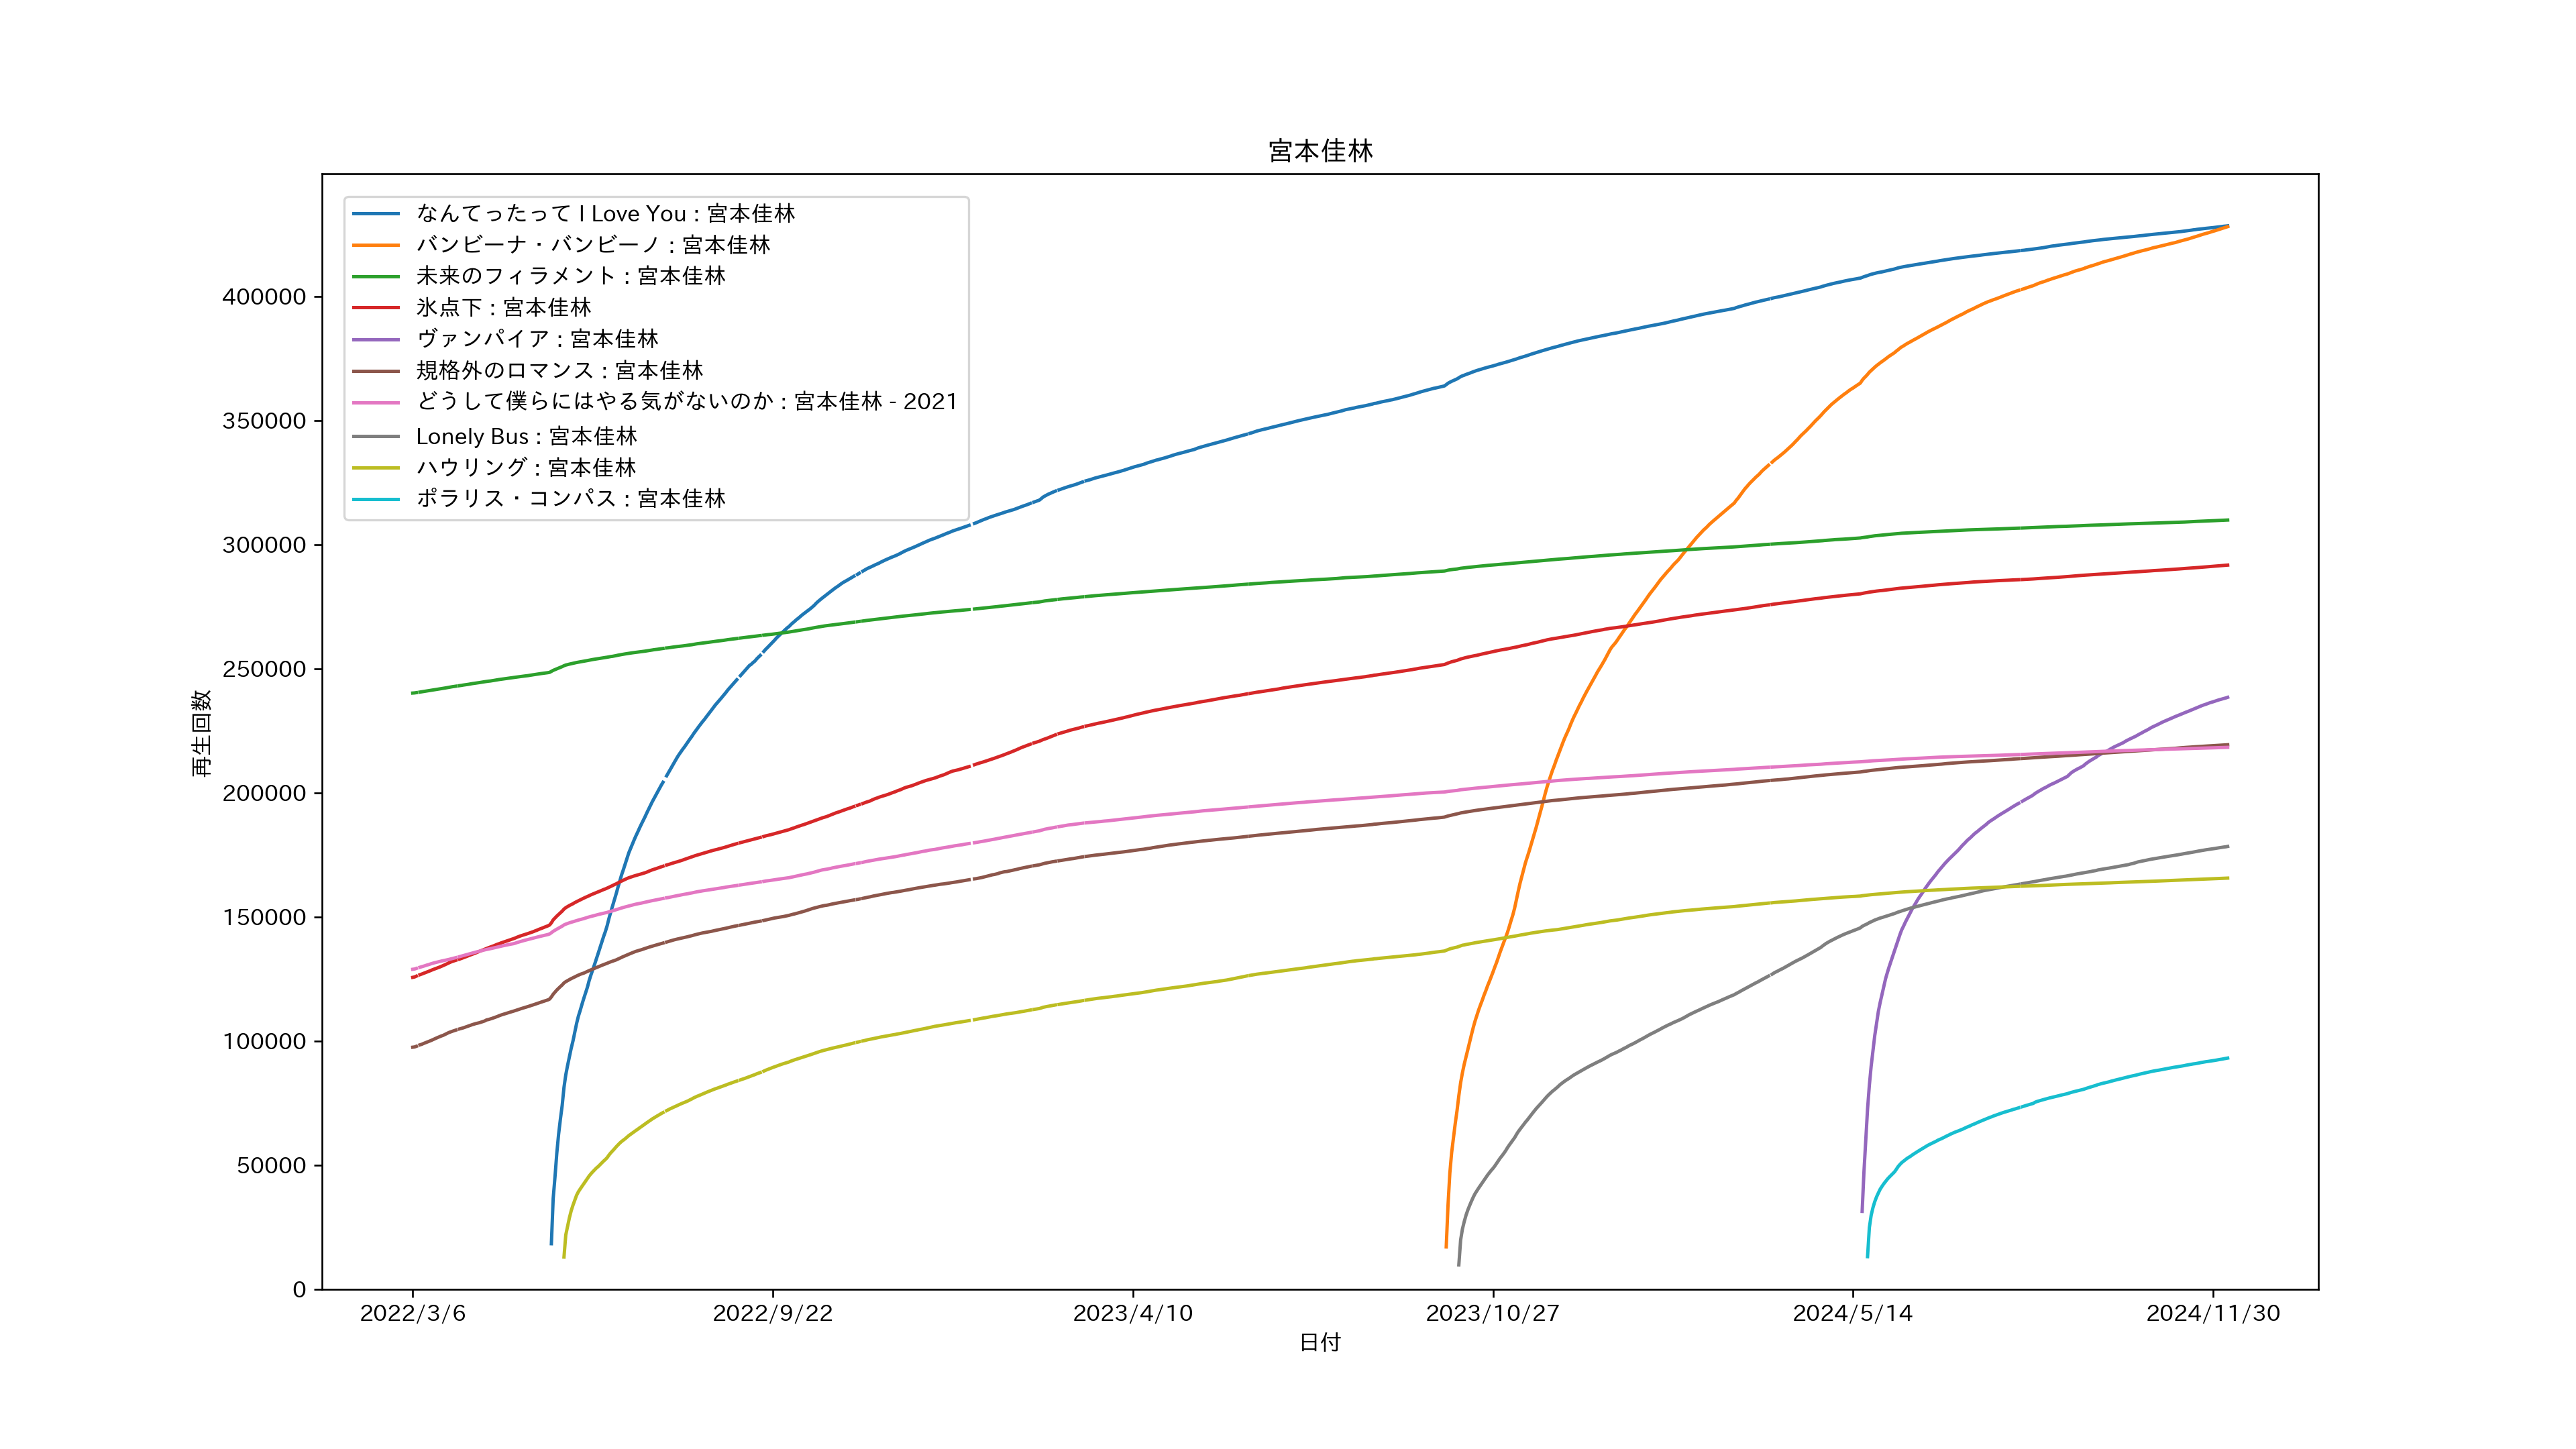 宮本佳林
なんてったって I Love You : 宮本佳林
バンビーナ・バンビーノ : 宮本佳林
未来のフィラメント : 宮本佳林
氷点下 : 宮本佳林
ヴァンパイア : 宮本佳林
規格外のロマンス : 宮本佳林
どうして僕らにはやる気がないのか : 宮本佳林 - 2021
Lonely Bus : 宮本佳林
ハウリング : 宮本佳林
ポラリス・コンパス : 宮本佳林
400000
350000
300000
250000
200000
150000
100000
50000
0
再生回数
2022/3/6 2022/9/22 2023/4/10 2023/10/27 2024/5/14 2024/11/30
日付